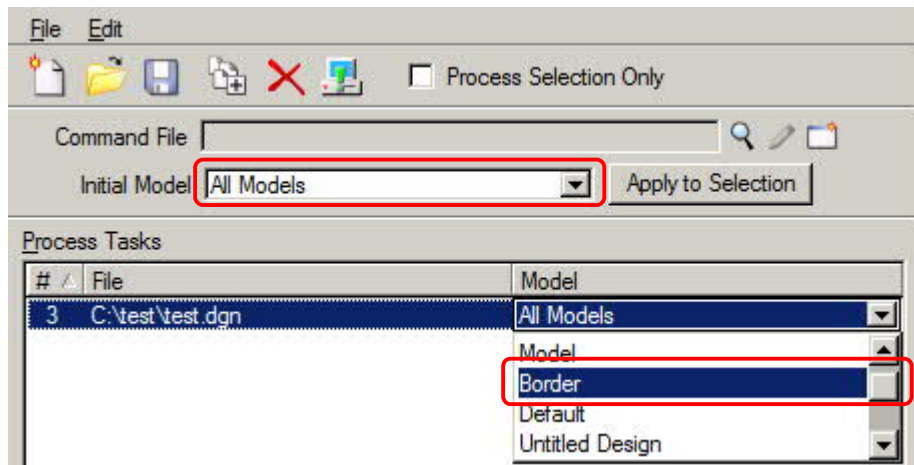 File Edit
Process Selection Only
Command File
Initial Model All Models Apply to Selection
Process Tasks
# File Model
3 C:\test\test.dgn All Models
Model
Border
Default
Untitled Design